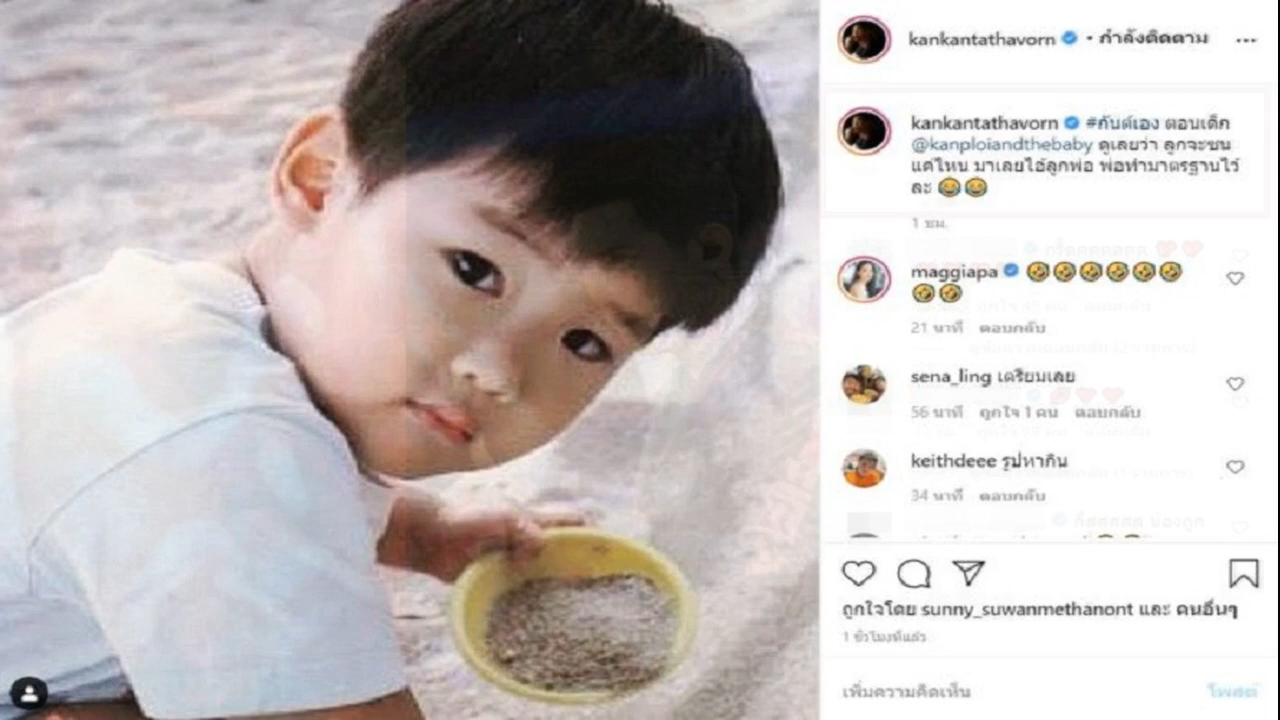 kankantathavorn • กำลังติดตาม
kankantathavorn #กันต์เอง ตอนเด็ก
@kanploiandthebaby ดูเลยว่า ลูกจะซน
แค่ไหน มาเลยไอ้ลูกพ่อ พ่อทำมาตรฐานไว้
ละ 😂😂
1 ชม.
maggiapa 🤣🤣🤣🤣🤣🤣
🤣🤣
21 นาที ตอบกลับ
sena_ling เตรียมเลย
56 นาที ถูกใจ 1 คน ตอบกลับ
keithdeee รูปหากิน
34 นาที ตอบกลับ
ถูกใจโดย sunny_suwanmethanont และ คนอื่นๆ
1 ชั่วโมงที่แล้ว
เพิ่มความคิดเห็น
โพสต์